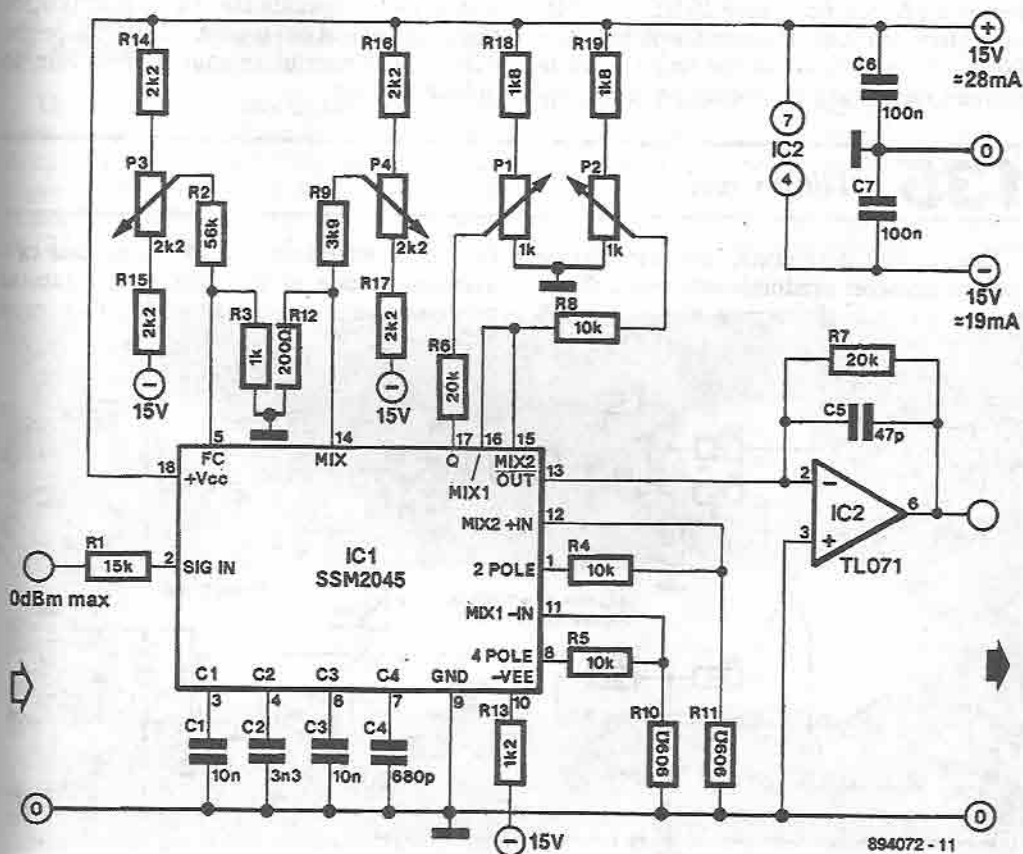 R14
2k2
R16
2k2
R18
1k8
R19
1k8
+
15V
≈28mA
C6
100n
7
IC2
4
0
C7
100n
−
15V
≈19mA
P3
2k2
R2
56k
R9
3k9
P4
2k2
P1
1k
P2
1k
R15
2k2
−
15V
R3
1k
R12
200Ω
R17
2k2
−
15V
R6
20k
R8
10k
R7
20k
C5
47p
5
14
17
16
15
FC
MIX
Q
MIX1
MIX2
18
+Vcc
OUT
13
2
−
IC2
6
3
+
TL071
R1
15k
0dBm max
2
SIG IN
IC1
SSM2045
MIX2 +IN
12
2 POLE
1
R4
10k
MIX1 −IN
11
4 POLE
8
R5
10k
C1
C2
C3
C4
GND
−VEE
3
4
6
7
9
10
C1
10n
C2
3n3
C3
10n
C4
680p
R13
1k2
R10
909Ω
R11
909Ω
0
−
15V
0
894072 - 11